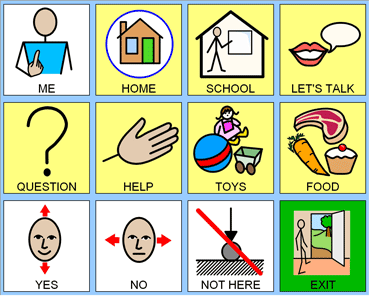 ME
HOME
SCHOOL
LET'S TALK
QUESTION
HELP
TOYS
FOOD
YES
NO
NOT HERE
EXIT